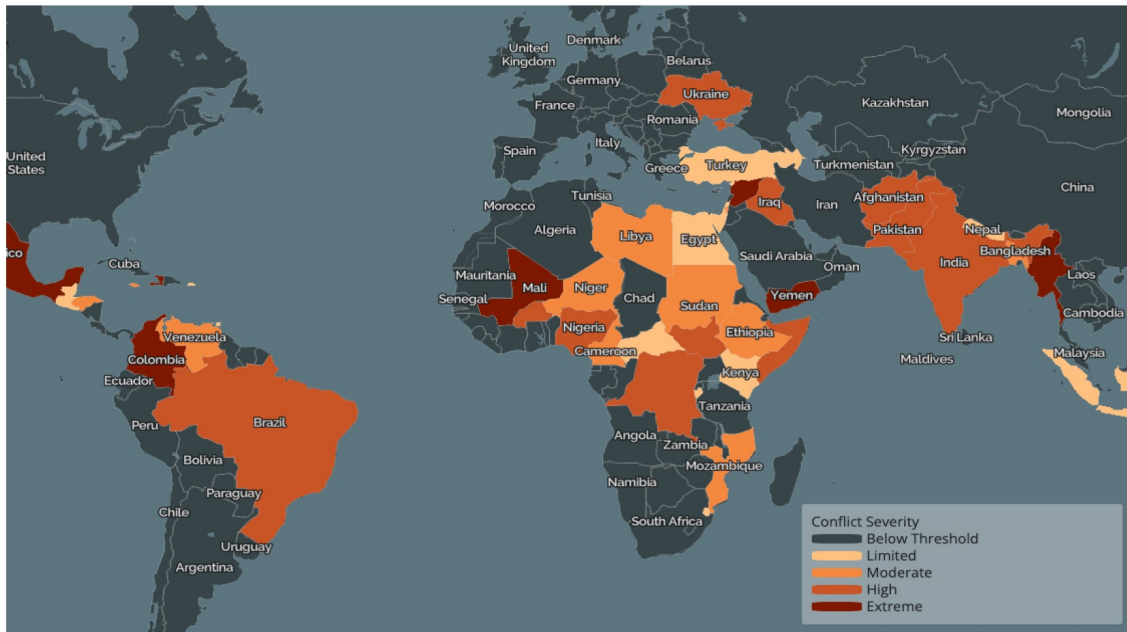 Denmark
United
Kingdom
Belarus
Germany
Ukraine
France
Kazakhstan
Mongolia
Romania
Italy
Spain
Greece
Turkey
Kyrgyzstan
Turkmenistan
United
States
China
Tunisia
Morocco
Iraq
Iran
Afghanistan
Algeria
Libya
Egypt
Pakistan
Nepal
ico
Cuba
Bangladesh
Saudi Arabia
Oman
India
Laos
Mauritania
Mali
Niger
Senegal
Chad
Sudan
Yemen
Cambodia
Nigeria
Ethiopia
Venezuela
Sri Lanka
Cameroon
Malaysia
Colombia
Maldives
Kenya
Ecuador
Tanzania
Brazil
Peru
Angola
Zambia
Bolivia
Mozambique
Namibia
Paraguay
Chile
South Africa
Uruguay
Argentina
Conflict Severity
Below Threshold
Limited
Moderate
High
Extreme